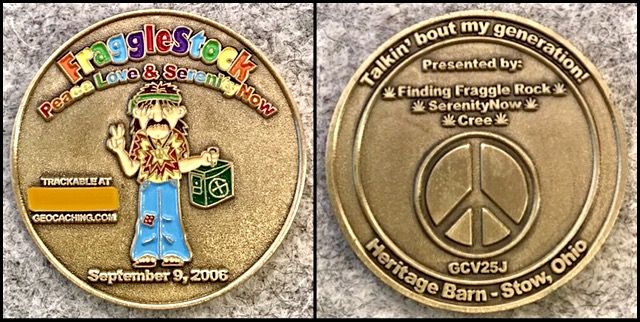 FraggleStock
Peace Love & SerenityNow
TRACKABLE AT
GEOCACHING.COM
September 9, 2006
Talkin' bout my generation!
Presented by:
Finding Fraggle Rock
SerenityNow
Cree
GCV25J
Heritage Barn - Stow, Ohio